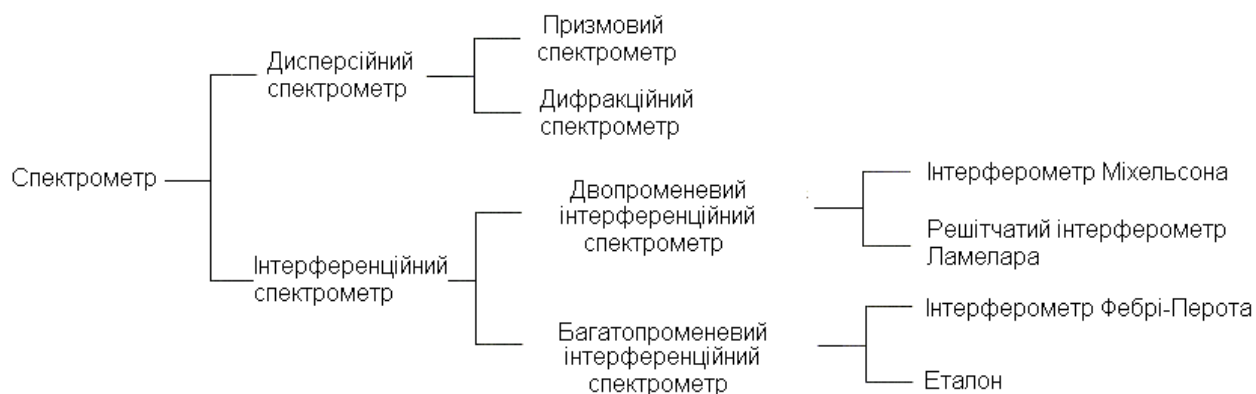 Спектрометр
Дисперсійний
спектрометр
Призмовий
спектрометр
Дифракційний
спектрометр
Інтерференційний
спектрометр
Двопроменевий
інтерференційний
спектрометр
Інтерферометр Міхельсона
Решітчатий інтерферометр
Ламелара
Багатопроменевий
інтерференційний
спектрометр
Інтерферометр Фебрі-Перота
Еталон